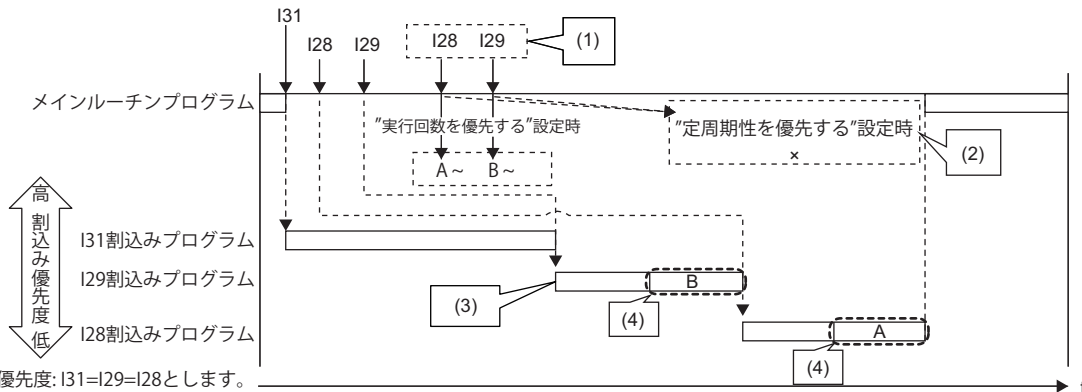 I31
I28 I29 I28 I29 (1)
メインルーチンプログラム
"実行回数を優先する"設定時
"定周期性を優先する"設定時
×
(2)
A～ B～
高
割込み優先度
低
I31割込みプログラム
I29割込みプログラム
B
(3)
(4)
I28割込みプログラム
A
(4)
優先度: I31=I29=I28とします。